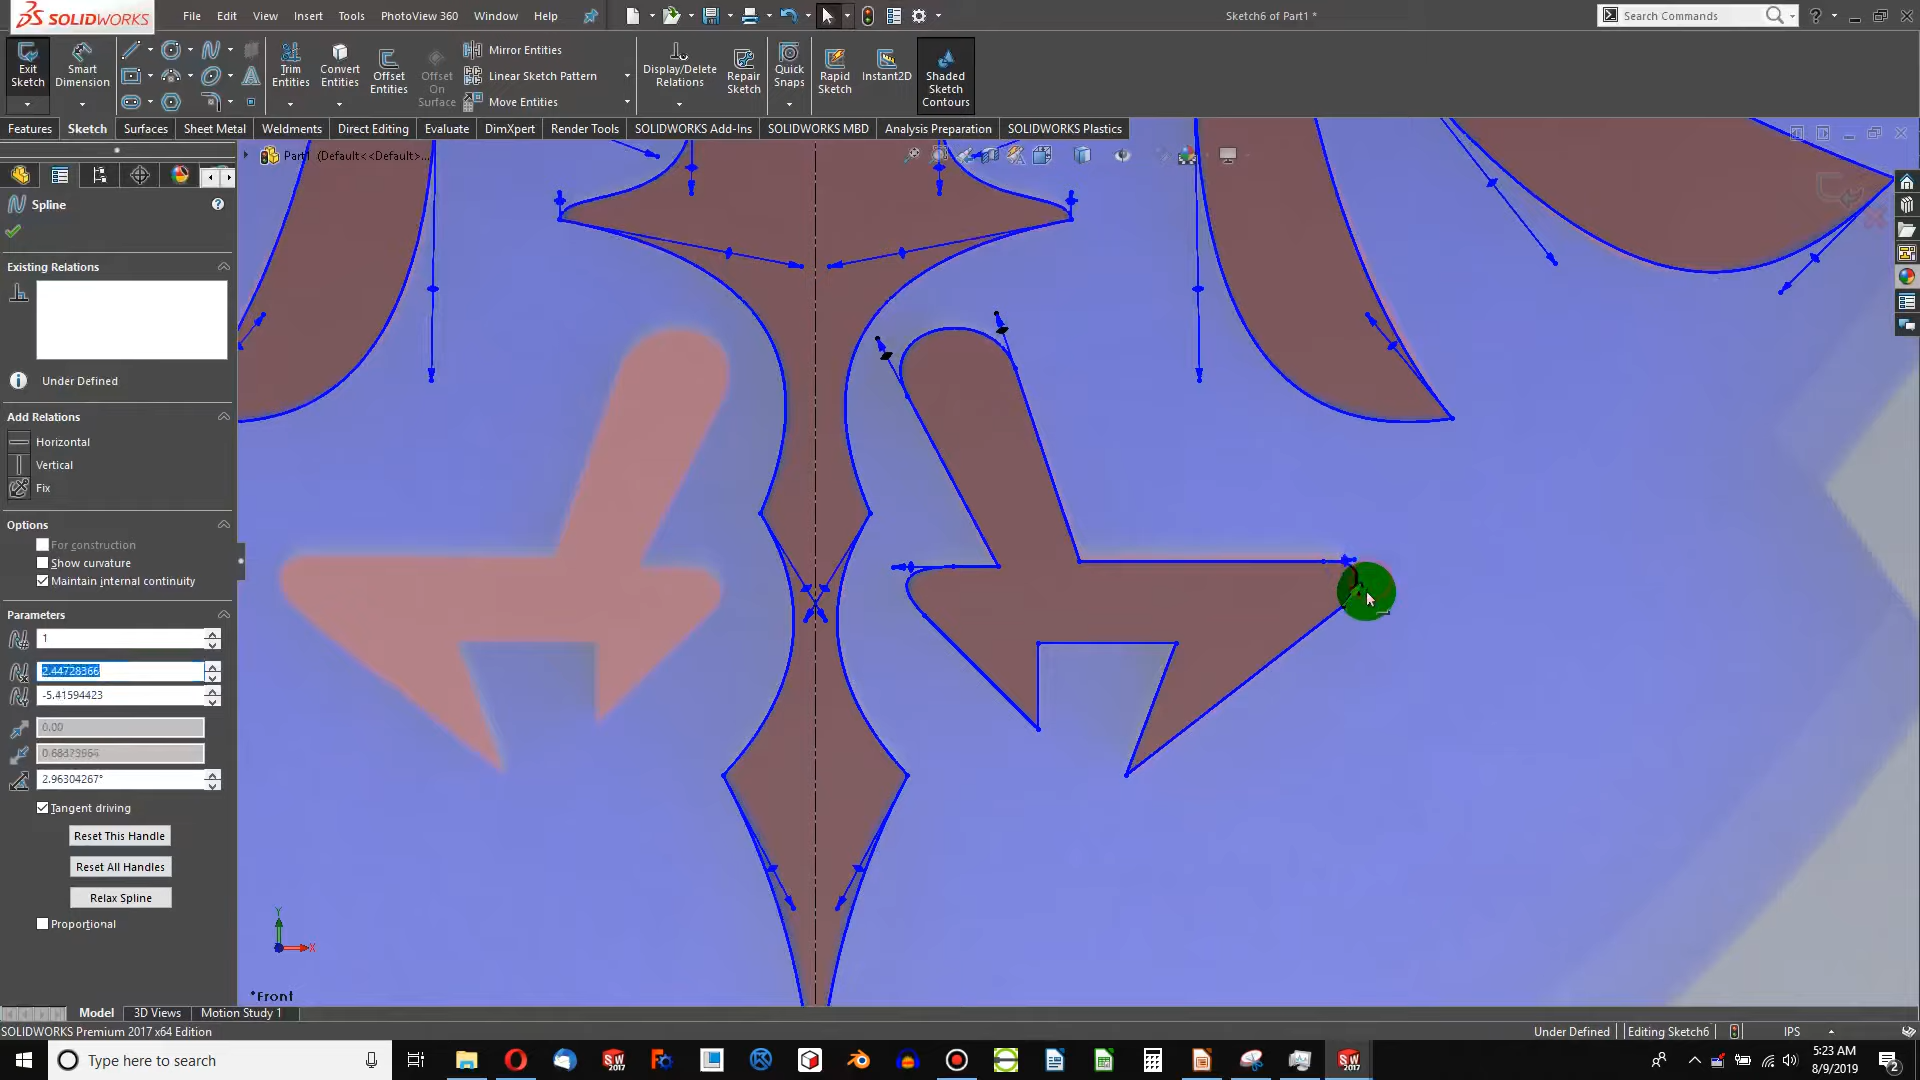 SOLIDWORKS
File Edit View Insert Tools PhotoView 360 Window Help
Sketch6 of Part1 *
Search Commands
Exit Sketch
Smart Dimension
Trim Entities
Convert Entities
Offset Entities
Offset On Surface
Mirror Entities
Linear Sketch Pattern
Move Entities
Display/Delete Relations
Repair Sketch
Quick Snaps
Rapid Sketch
Instant2D
Shaded Sketch Contours
Features Sketch Surfaces Sheet Metal Weldments Direct Editing Evaluate DimXpert Render Tools SOLIDWORKS Add-Ins SOLIDWORKS MBD Analysis Preparation SOLIDWORKS Plastics
Part1 (Default<<Default>...
Spline
Existing Relations
Under Defined
Add Relations
Horizontal
Vertical
Fix
Options
For construction
Show curvature
Maintain internal continuity
Parameters
1
2.44728366
-5.41594423
0.00
2.96304267°
Tangent driving
Reset This Handle
Reset All Handles
Relax Spline
Proportional
Y
X
*Front
Model 3D Views Motion Study 1
SOLIDWORKS Premium 2017 x64 Edition
Under Defined Editing Sketch6 IPS
Type here to search
5:23 AM
8/9/2019
2